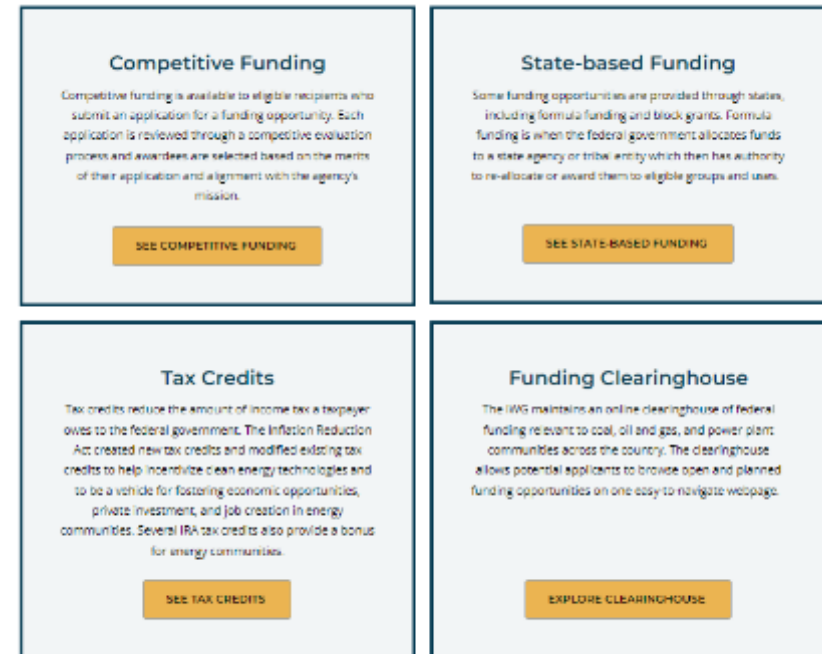 Competitive Funding
Competitive funding is available to eligible recipients who
submit an application for a funding opportunity. Each
application is reviewed through a competitive evaluation
process and awardees are selected based on the merits
of their application and alignment with the agency's
mission.
SEE COMPETITIVE FUNDING
State-based Funding
Some funding opportunities are provided through states,
including formula funding and block grants. Formula
funding is when the federal government allocates funds
to a state agency or tribal entity which then has authority
to re-allocate or award them to eligible groups and uses.
SEE STATE-BASED FUNDING
Tax Credits
Tax credits reduce the amount of income tax a taxpayer
owes to the federal government. The Inflation Reduction
Act created new tax credits and modified existing tax
credits to help incentivize clean energy technologies and
to be a vehicle for fostering economic opportunities,
private investment, and job creation in energy
communities. Several IRA tax credits also provide a bonus
for energy communities.
SEE TAX CREDITS
Funding Clearinghouse
The IWG maintains an online clearinghouse of federal
funding relevant to coal, oil and gas, and power plant
communities across the country. The clearinghouse
allows potential applicants to browse open and planned
funding opportunities on one easy-to-navigate webpage.
EXPLORE CLEARINGHOUSE